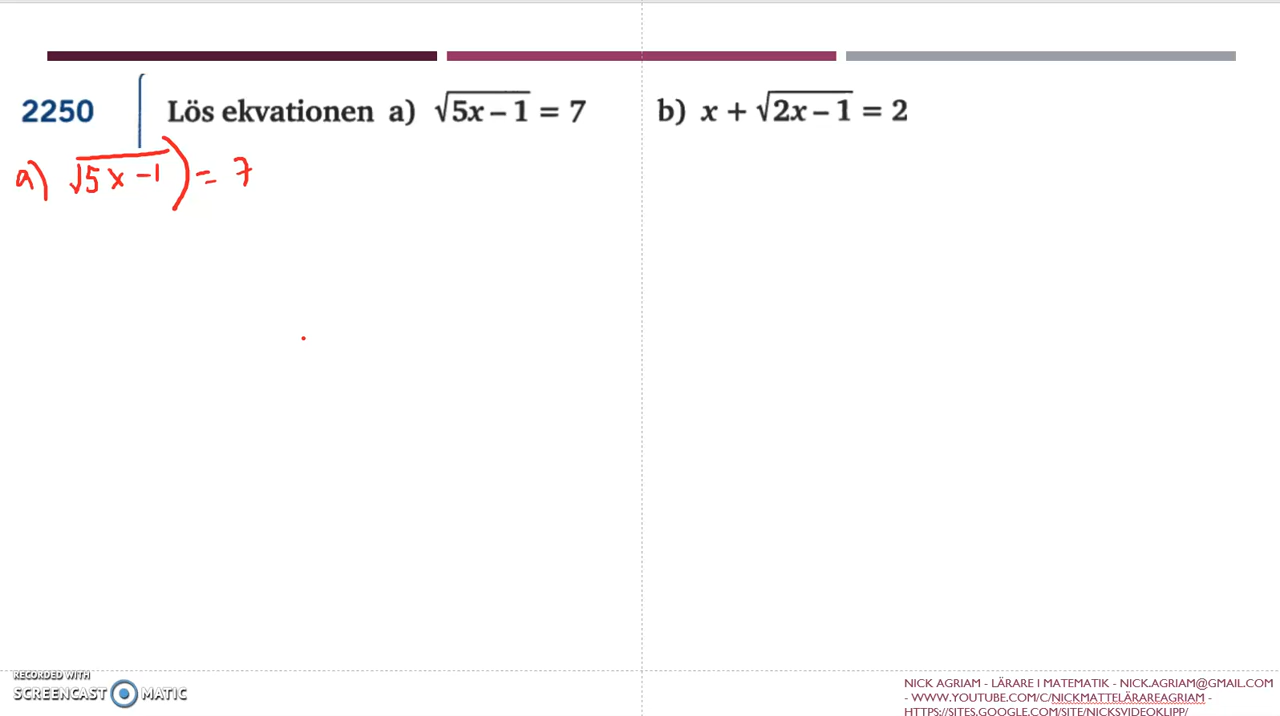 2250 Lös ekvationen a) √5x – 1 = 7 b) x + √2x – 1 = 2
a) √5x -1) = 7
RECORDED WITH
SCREENCAST MATIC
NICK AGRIAM - LÄRARE I MATEMATIK - NICK.AGRIAM@GMAIL.COM
- WWW.YOUTUBE.COM/C/NICKMATTELÄRAREAGRIAM -
HTTPS://SITES.GOOGLE.COM/SITE/NICKSVIDEOKLIPP/